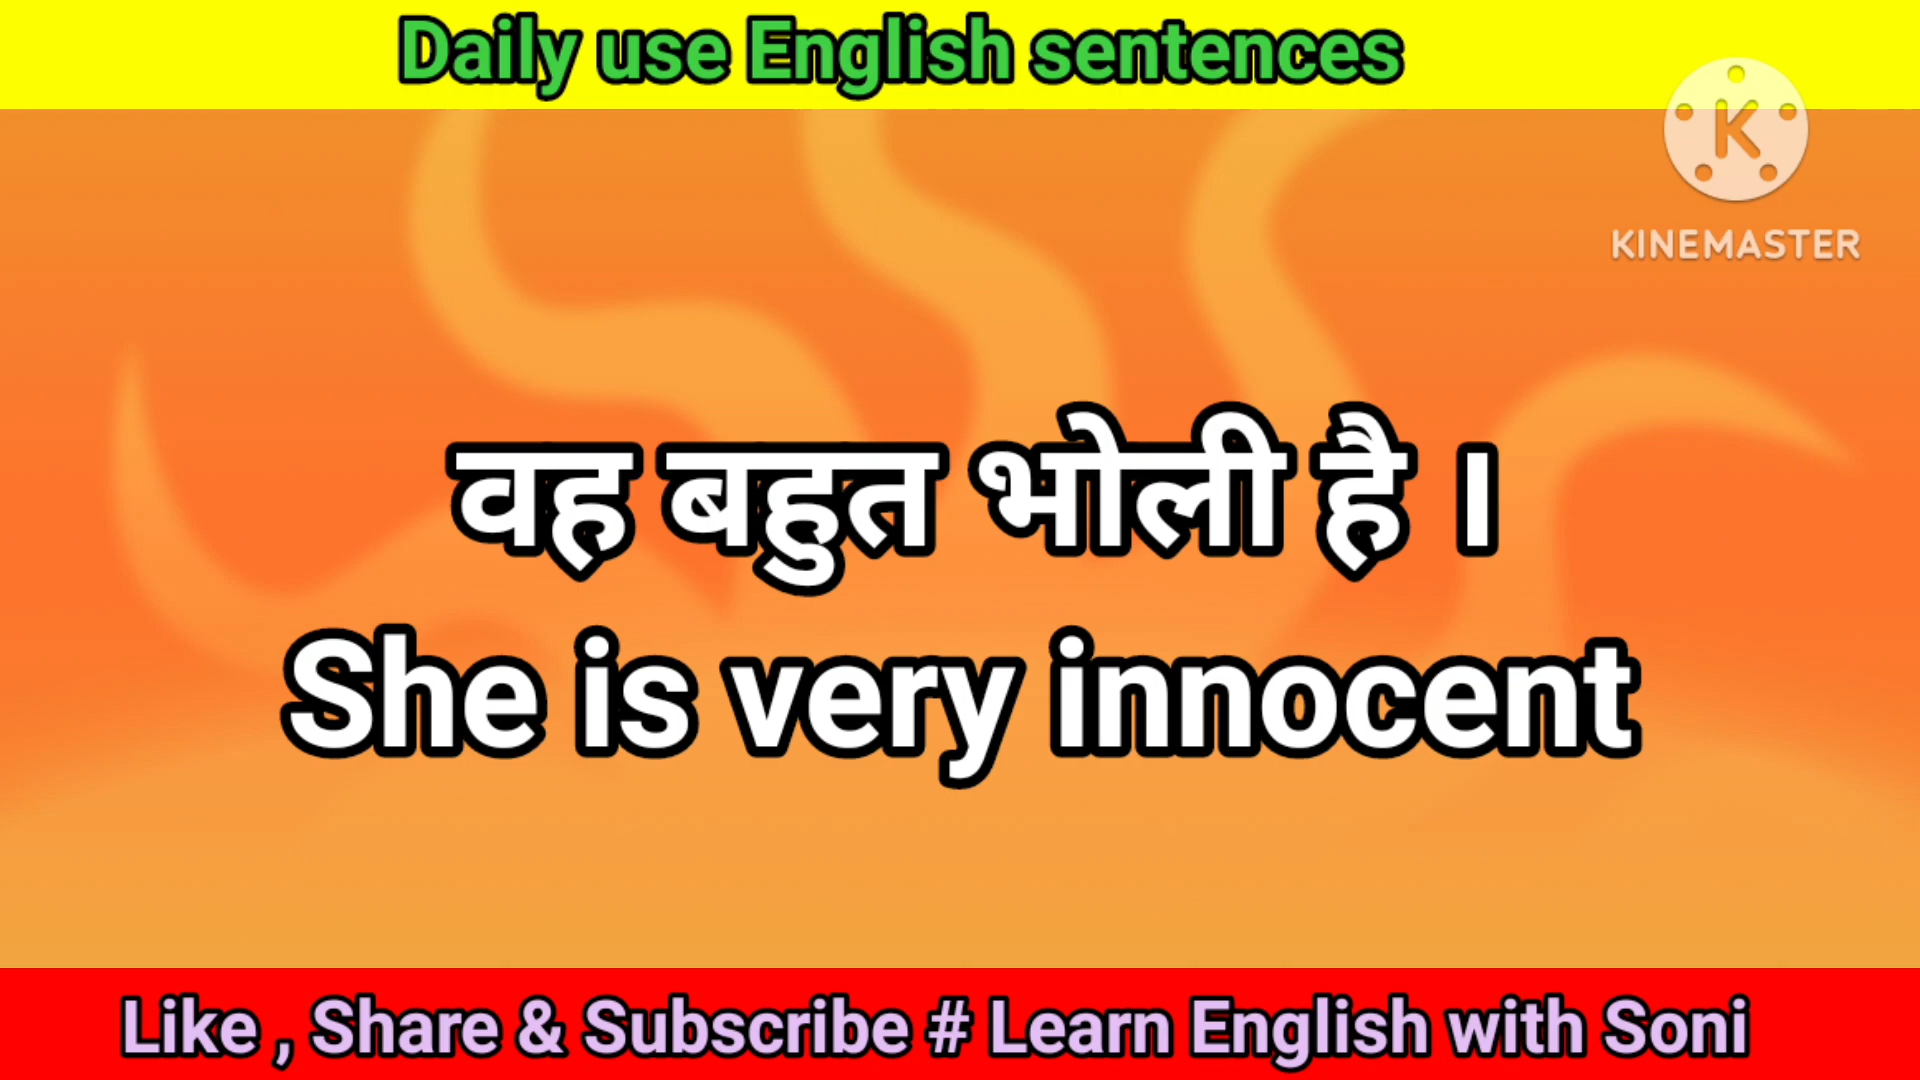 Daily use English sentences
K
KINEMASTER
वह बहुत भोली है ।
She is very innocent
Like , Share & Subscribe # Learn English with Soni